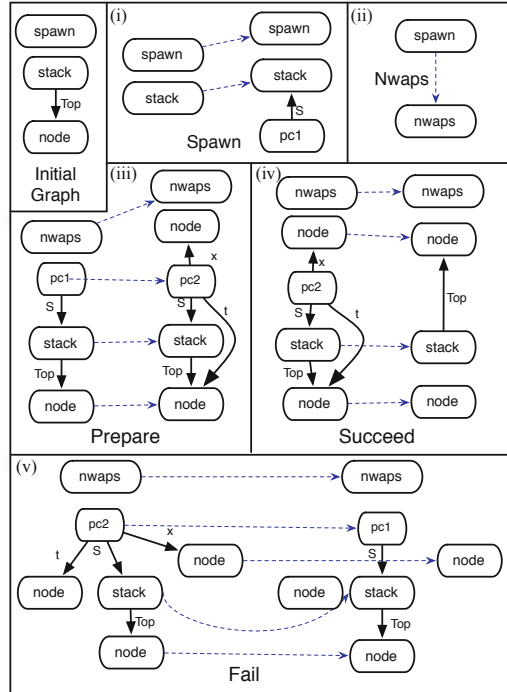 spawn
stack
Top
node
Initial
Graph
(i)
spawn
spawn
stack
stack
S
pc1
Spawn
(ii)
spawn
Nwaps
nwaps
(iii)
nwaps
nwaps
node
x
pc1
pc2
S
S
t
stack
stack
Top
Top
node
node
Prepare
(iv)
nwaps
nwaps
node
node
x
pc2
S
t
Top
stack
stack
Top
node
node
Succeed
(v)
nwaps
nwaps
pc2
pc1
t
S
x
S
node
node
node
stack
node
stack
Top
Top
node
node
Fail